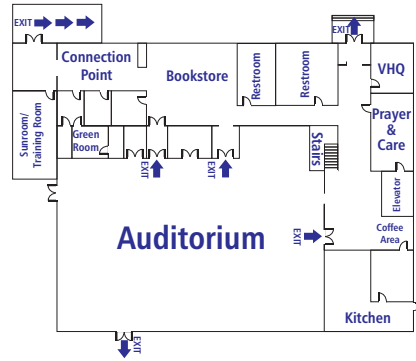 EXIT
EXIT
Connection
Point
Bookstore
Restroom
Restroom
VHQ
Sunroom/
Training Room
Green
Room
Stairs
Prayer
& Care
Elevator
EXIT
EXIT
Auditorium
EXIT
Coffee
Area
Kitchen
EXIT